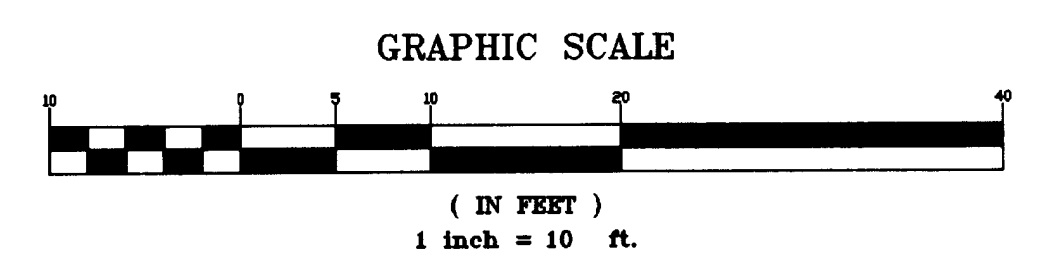 GRAPHIC SCALE
10 0 5 10 20 40
( IN FEET )
1 inch = 10 ft.